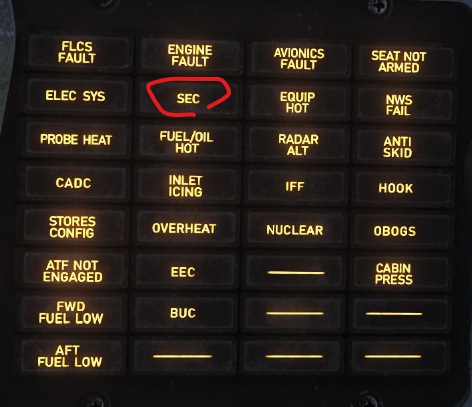 FLCS FAULT
ENGINE FAULT
AVIONICS FAULT
SEAT NOT ARMED
ELEC SYS
SEC
EQUIP HOT
NWS FAIL
PROBE HEAT
FUEL/OIL HOT
RADAR ALT
ANTI SKID
CADC
INLET ICING
IFF
HOOK
STORES CONFIG
OVERHEAT
NUCLEAR
OBOGS
ATF NOT ENGAGED
EEC
CABIN PRESS
FWD FUEL LOW
BUC
AFT FUEL LOW